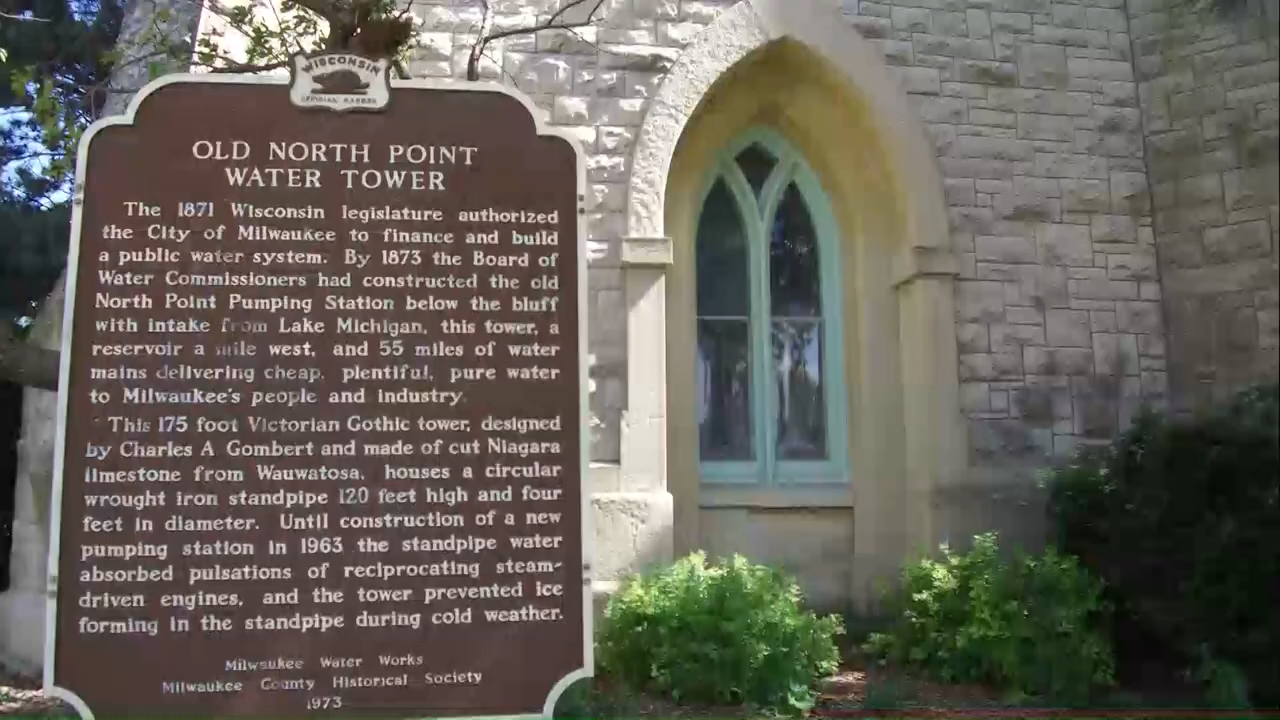 WISCONSIN
OFFICIAL MARKER
OLD NORTH POINT
WATER TOWER
The 1871 Wisconsin legislature authorized
the City of Milwaukee to finance and build
a public water system. By 1873 the Board of
Water Commissioners had constructed the old
North Point Pumping Station below the bluff
with intake from Lake Michigan, this tower, a
reservoir a mile west, and 55 miles of water
mains delivering cheap, plentiful, pure water
to Milwaukee's people and industry.
This 175 foot Victorian Gothic tower, designed
by Charles A Gombert and made of cut Niagara
limestone from Wauwatosa, houses a circular
wrought iron standpipe 120 feet high and four
feet in diameter. Until construction of a new
pumping station in 1963 the standpipe water
absorbed pulsations of reciprocating steam-
driven engines, and the tower prevented ice
forming in the standpipe during cold weather.
Milwaukee Water Works
Milwaukee County Historical Society
1973